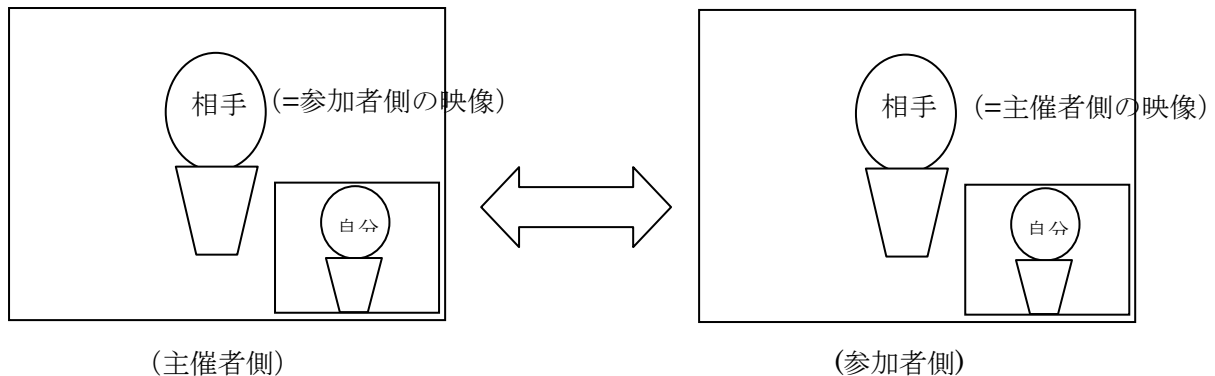 相手 (=参加者側の映像)
自分
(主催者側)
相手 (=主催者側の映像)
自分
(参加者側)